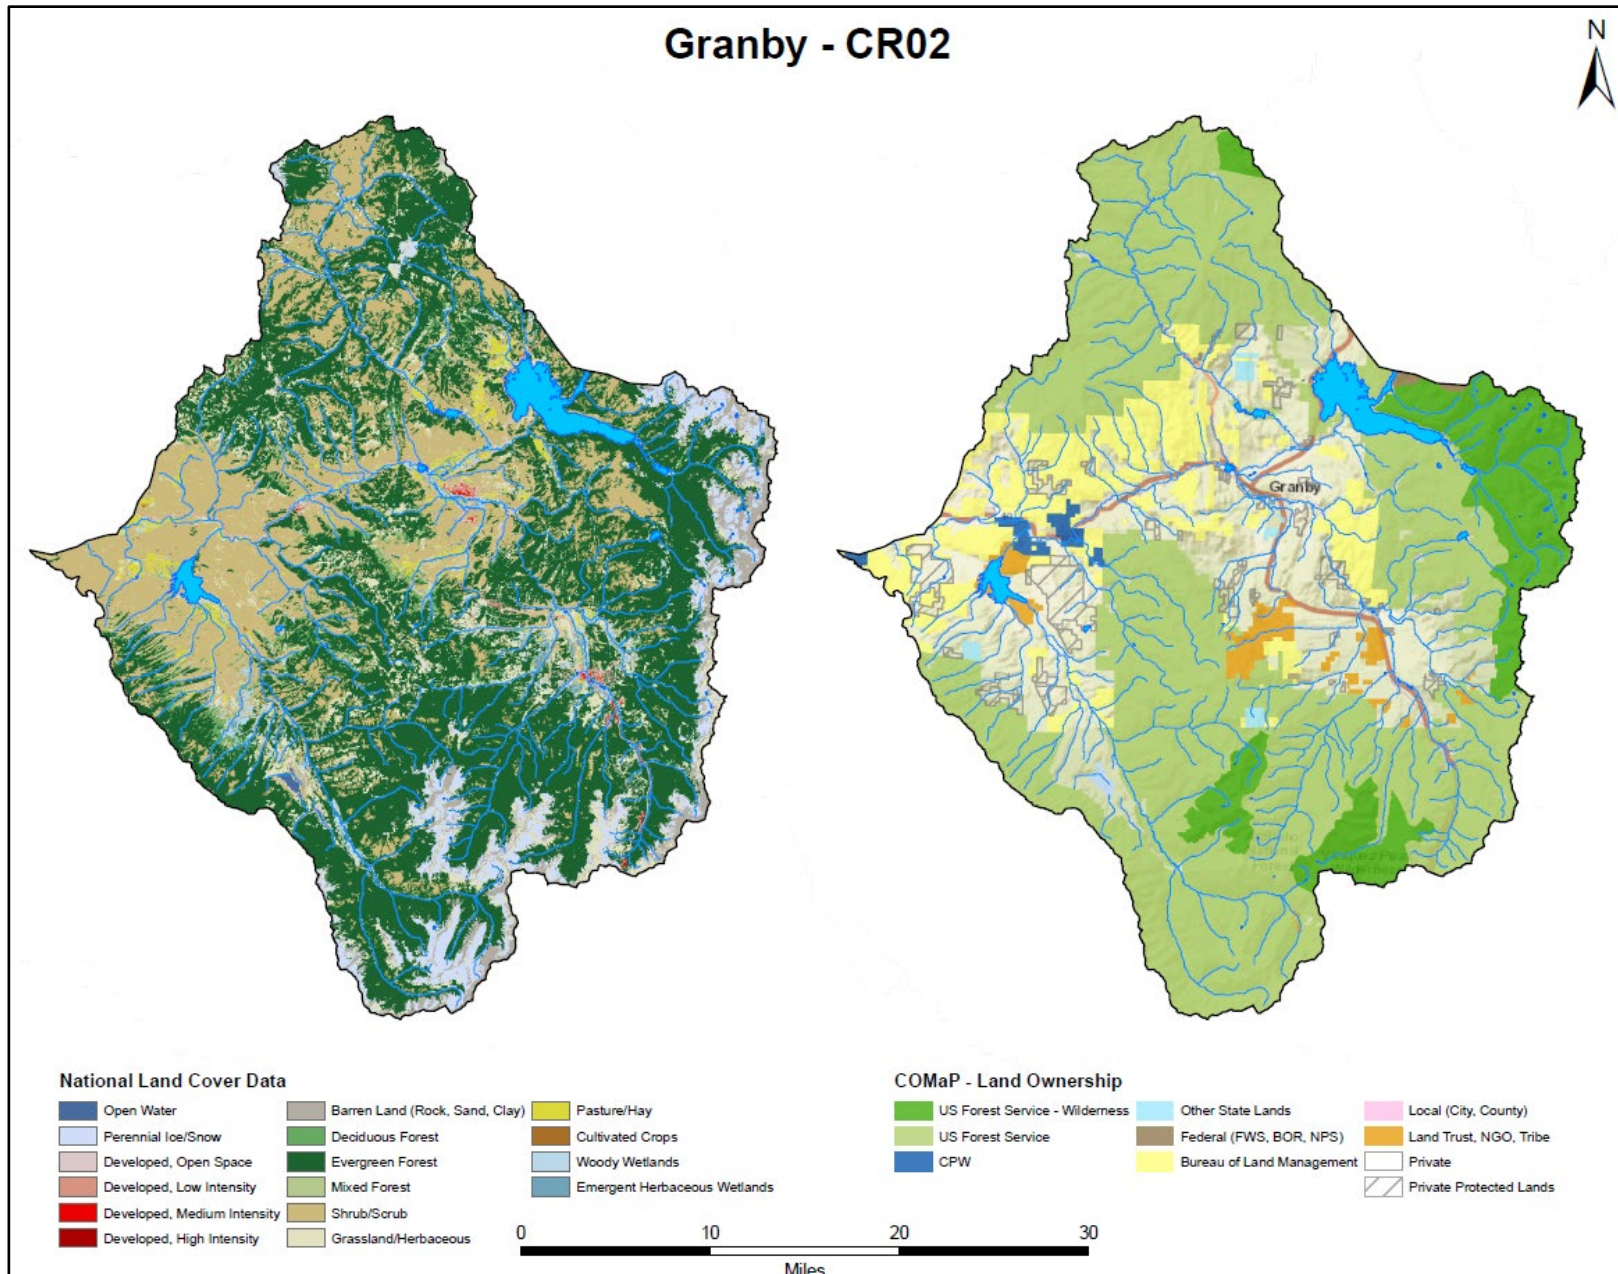 Granby - CR02
N
Granby
National Land Cover Data
Open Water
Perennial Ice/Snow
Developed, Open Space
Developed, Low Intensity
Developed, Medium Intensity
Developed, High Intensity
Barren Land (Rock, Sand, Clay)
Deciduous Forest
Evergreen Forest
Mixed Forest
Shrub/Scrub
Grassland/Herbaceous
Pasture/Hay
Cultivated Crops
Woody Wetlands
Emergent Herbaceous Wetlands
COMaP - Land Ownership
US Forest Service - Wilderness
US Forest Service
CPW
Other State Lands
Federal (FWS, BOR, NPS)
Bureau of Land Management
Local (City, County)
Land Trust, NGO, Tribe
Private
Private Protected Lands
0 10 20 30
Miles